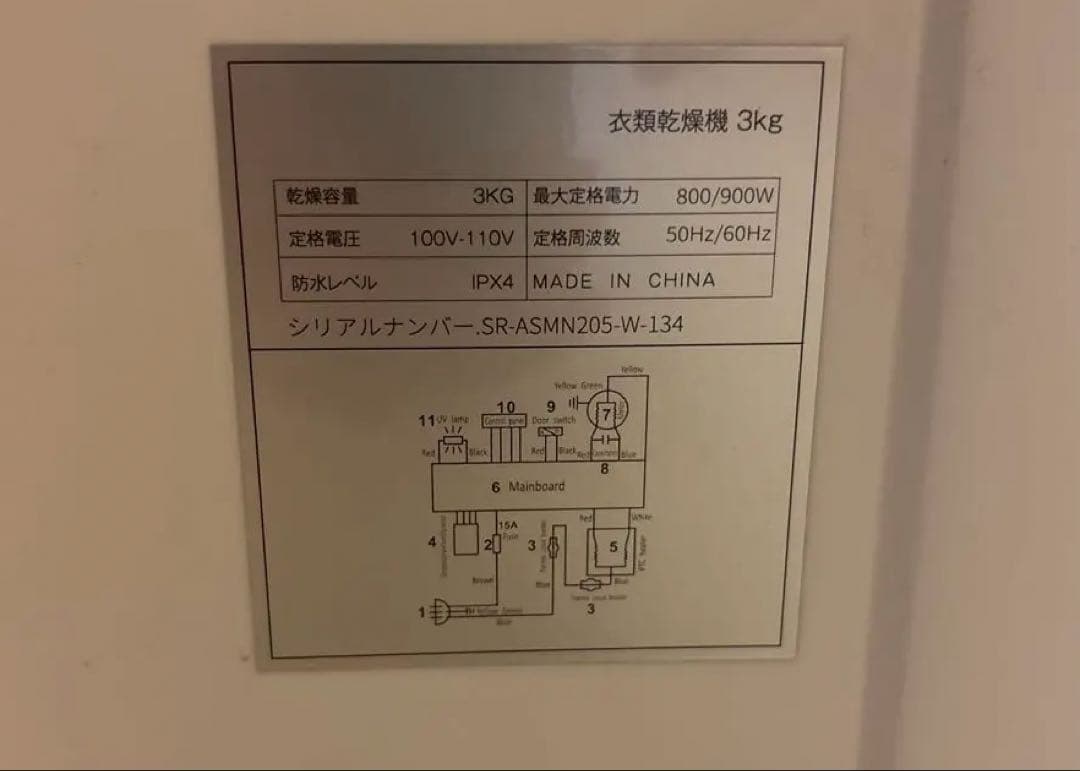 衣類乾燥機 3kg
乾燥容量 3KG 最大定格電力 800/900W
定格電圧 100V-110V 定格周波数 50Hz/60Hz
防水レベル IPX4 MADE IN CHINA
シリアルナンバー.SR-ASMN205-W-134
Yellow
Yellow Green
11 UV lamp
10
Control panel
9
Door switch
7
Red Black
Red Black
Red Blue
8
6 Mainboard
Red White
4
15A
2 Fuse
3
5
PTC heater
Brown
Blue
Blue
3
1
Blue